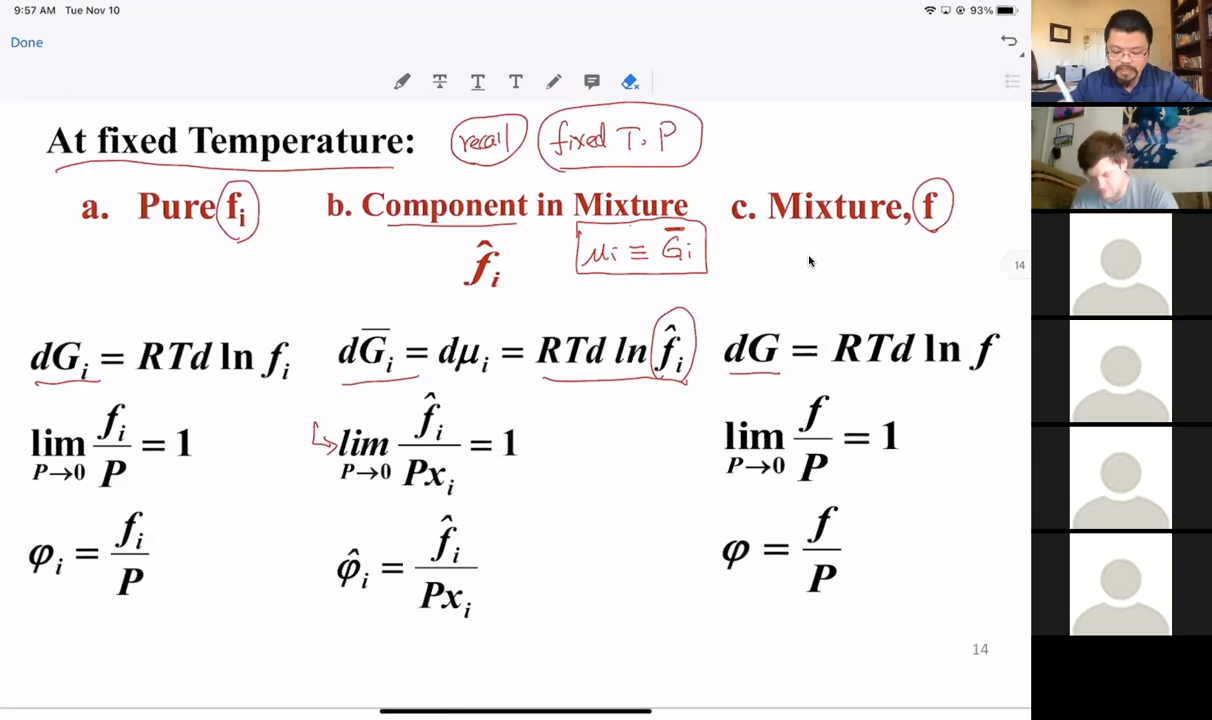 9:57 AM Tue Nov 10
93%
Done
At fixed Temperature: recall fixed T, P
a. Pure fᵢ b. Component in Mixture c. Mixture, f
f̂ᵢ μᵢ ≡ Ḡᵢ
14
dGᵢ = RTd ln fᵢ dḠᵢ = dμᵢ = RTd ln f̂ᵢ dG = RTd ln f
lim P→0 fᵢ/P = 1 lim P→0 f̂ᵢ/Pxᵢ = 1 lim P→0 f/P = 1
φᵢ = fᵢ/P φ̂ᵢ = f̂ᵢ/Pxᵢ φ = f/P
14